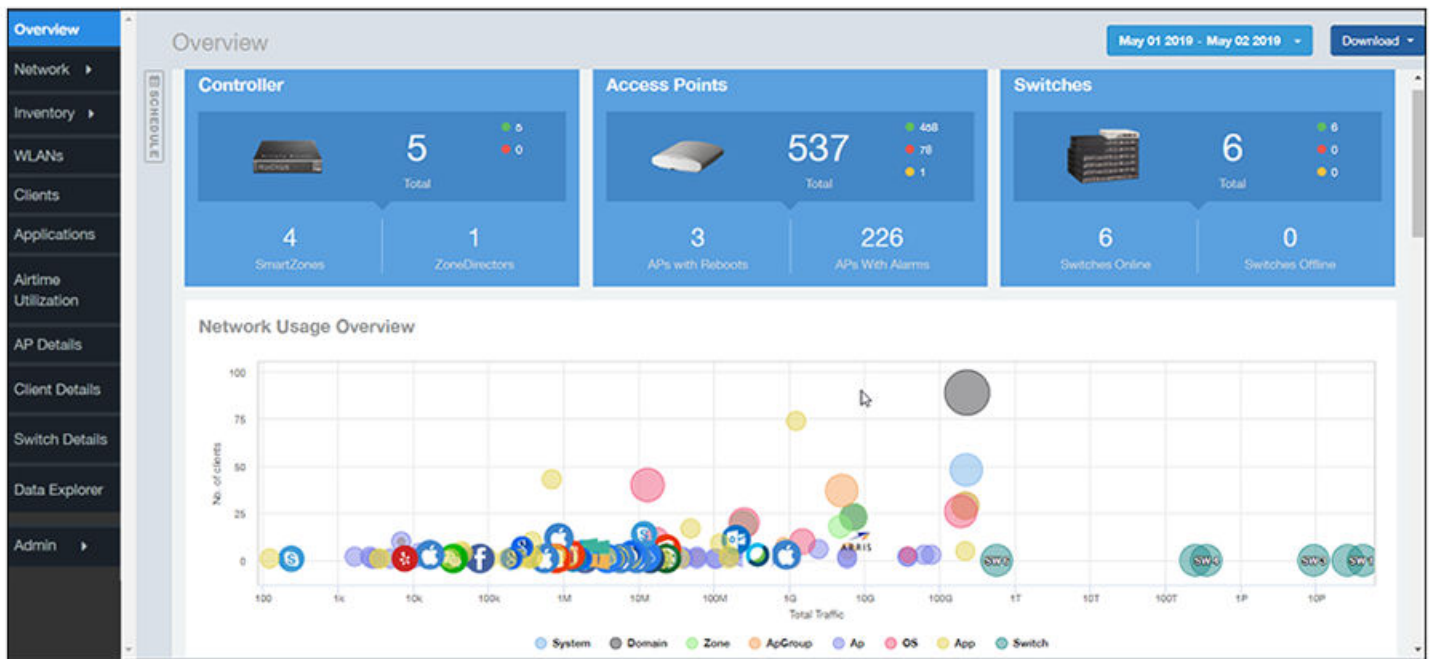 Overview
Network
Inventory
WLANs
Clients
Applications
Airtime
Utilization
AP Details
Client Details
Switch Details
Data Explorer
Admin
Overview
May 01 2019 - May 02 2019
Download
SCHEDULE
Controller
5
Total
5
0
4
SmartZones
1
ZoneDirectors
Access Points
537
Total
458
78
1
3
APs with Reboots
226
APs With Alarms
Switches
6
Total
6
0
0
6
Switches Online
0
Switches Offline
Network Usage Overview
No. of clients
100
75
50
25
0
ARRIS
SW4
SW3
SW1
100 1k 10k 100k 1M 10M 100M 1G 10G 100G 1T 10T 100T 1P 10P
Total Traffic
System Domain Zone ApGroup Ap OS App Switch